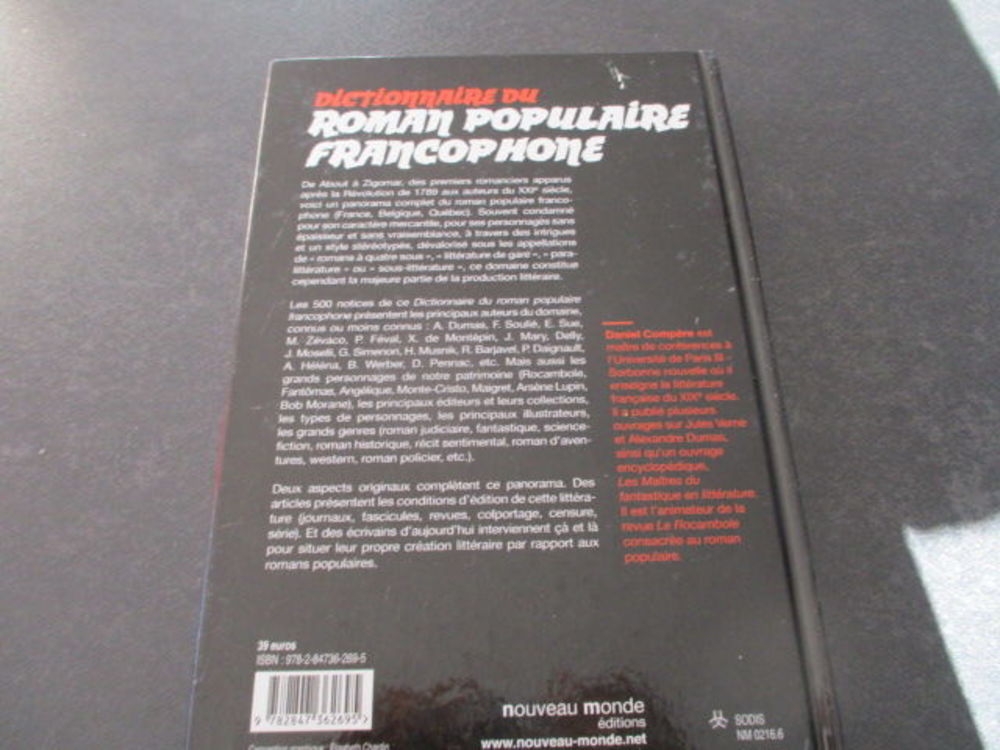 DICTIONNAIRE DU
ROMAN POPULAIRE
FRANCOPHONE
De About à Zigomar, des premiers romanciers apparus
après la Révolution de 1789 aux auteurs du XXIe siècle,
voici un panorama complet du roman populaire franco-
phone (France, Belgique, Québec). Souvent condamné
pour son caractère mercantile, pour ses personnages sans
épaisseur et sans vraisemblance, à travers des intrigues
et un style stéréotypés, dévalorisé sous les appellations
de « romans à quatre sous », « littérature de gare », « para-
littérature » ou « sous-littérature », ce domaine constitue
cependant la majeure partie de la production littéraire.
Les 500 notices de ce Dictionnaire du roman populaire
francophone présentent les principaux auteurs du domaine,
connus ou moins connus : A. Dumas, F. Soulié, E. Sue,
M. Zévaco, P. Féval, X. de Montépin, J. Mary, Delly,
J. Moselli, G. Simenon, H. Musnik, R. Barjavel, P. Daignault,
A. Héléna, B. Werber, D. Pennac, etc. Mais aussi les
grands personnages de notre patrimoine (Rocambole,
Fantômas, Angélique, Monte-Cristo, Maigret, Arsène Lupin,
Bob Morane), les principaux éditeurs et leurs collections,
les types de personnages, les principaux illustrateurs,
les grands genres (roman judiciaire, fantastique, science-
fiction, roman historique, récit sentimental, roman d'aven-
tures, western, roman policier, etc.).
Deux aspects originaux complètent ce panorama. Des
articles présentent les conditions d'édition de cette littéra-
ture (journaux, fascicules, revues, colportage, censure,
série). Et des écrivains d'aujourd'hui interviennent çà et là
pour situer leur propre création littéraire par rapport aux
romans populaires.
Daniel Compère est
maître de conférences à
l'Université de Paris III –
Sorbonne nouvelle où il
enseigne la littérature
française du XIXe siècle.
Il a publié plusieurs
ouvrages sur Jules Verne
et Alexandre Dumas,
ainsi qu'un ouvrage
encyclopédique,
Les Maîtres du
fantastique en littérature.
Il est l'animateur de la
revue Le Rocambole
consacrée au roman
populaire.
39 euros
ISBN : 978-2-84736-269-5
9 782847 362695 >
nouveau monde
éditions
www.nouveau-monde.net
SODIS
NM 0216.6
Conception graphique : Élisabeth Chardin